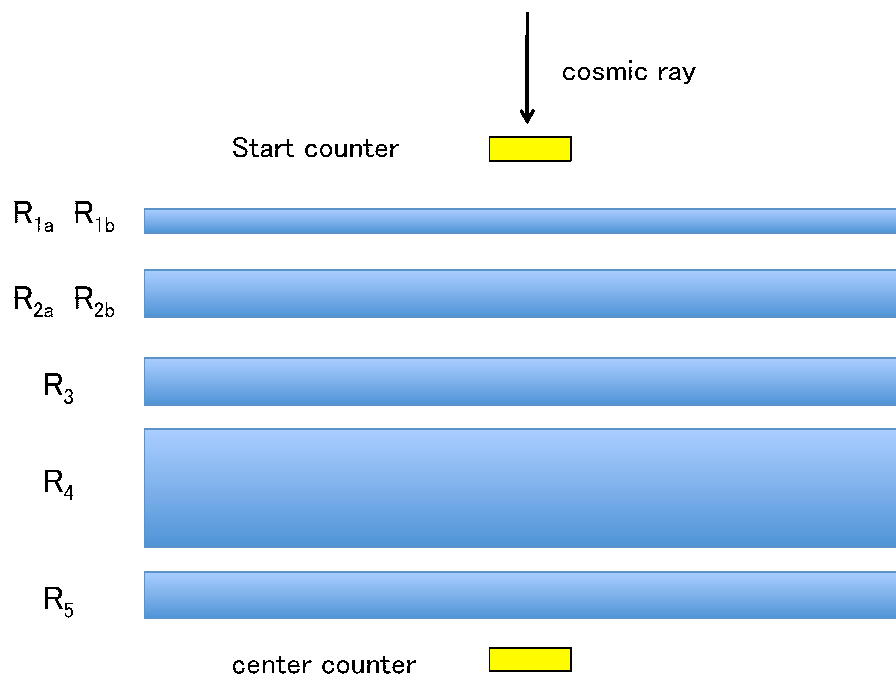 cosmic ray
Start counter
R₁ₐ R₁b
R₂ₐ R₂b
R₃
R₄
R₅
center counter